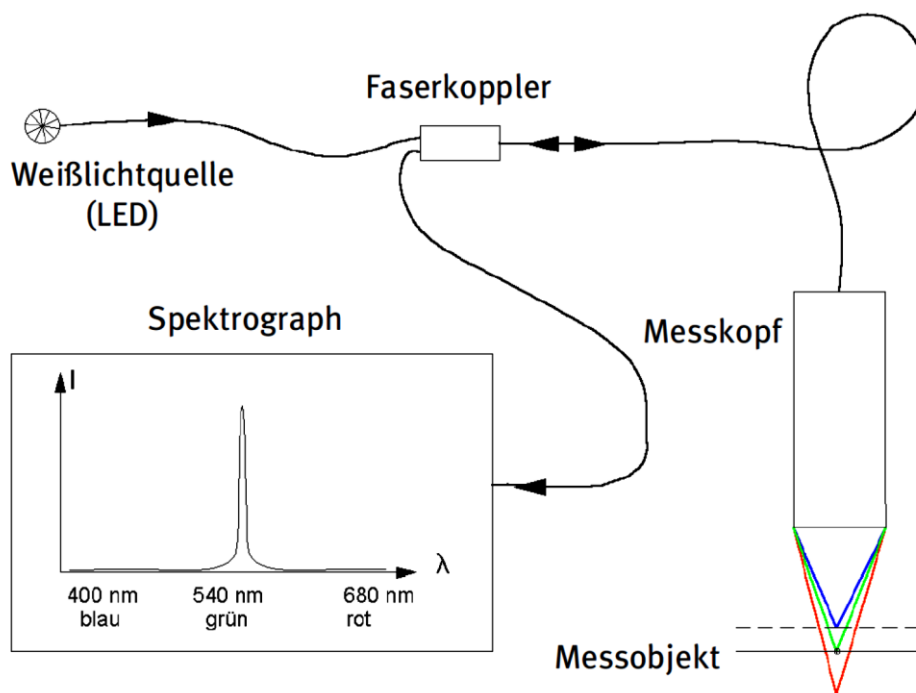 Faserkoppler
Weißlichtquelle
(LED)
Spektrograph
Messkopf
I
λ
400 nm 540 nm 680 nm
blau grün rot
Messobjekt